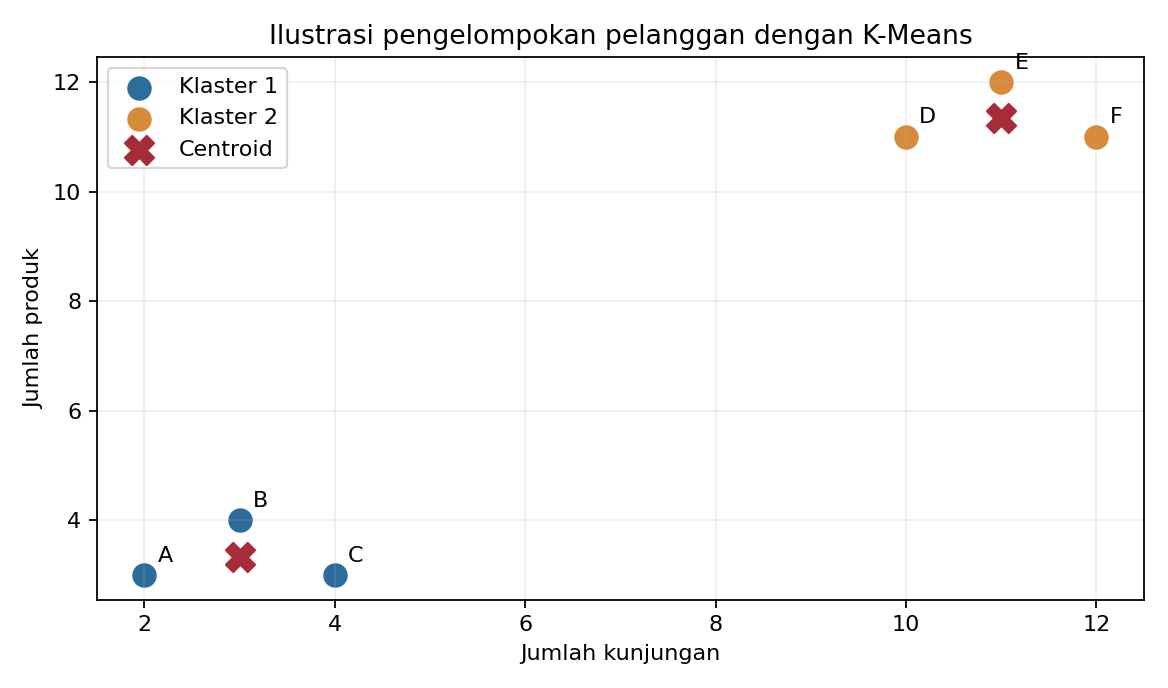 Ilustrasi pengelompokan pelanggan dengan K-Means
Klaster 1
Klaster 2
Centroid
E
D
F
B
A
C
12
10
8
6
4
Jumlah produk
2
4
6
8
10
12
Jumlah kunjungan